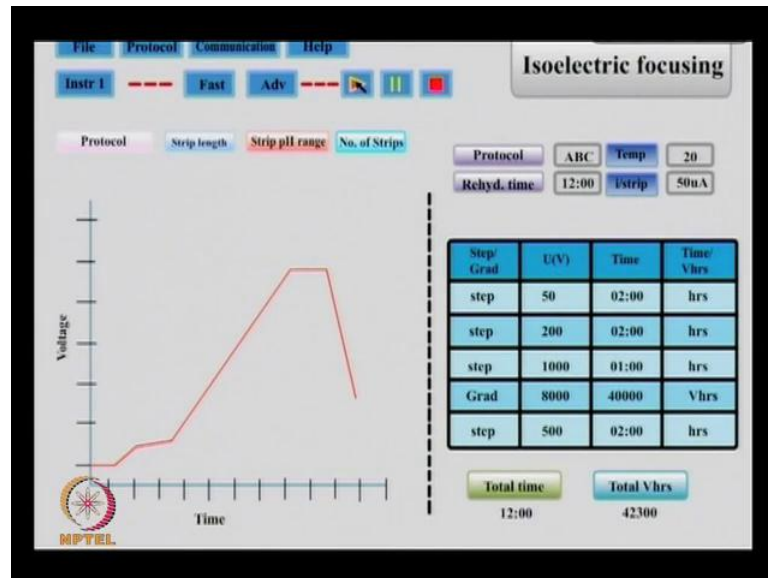 File Protocol Communication Help
Isoelectric focusing
Instr 1 Fast Adv
Protocol Strip length Strip pH range No. of Strips
Protocol ABC Temp 20
Rehyd. time 12:00 i/strip 50uA
Step/Grad U(V) Time Time/Vhrs
step 50 02:00 hrs
step 200 02:00 hrs
step 1000 01:00 hrs
Grad 8000 40000 Vhrs
step 500 02:00 hrs
Voltage
Time
Total time Total Vhrs
12:00 42300
NPTEL